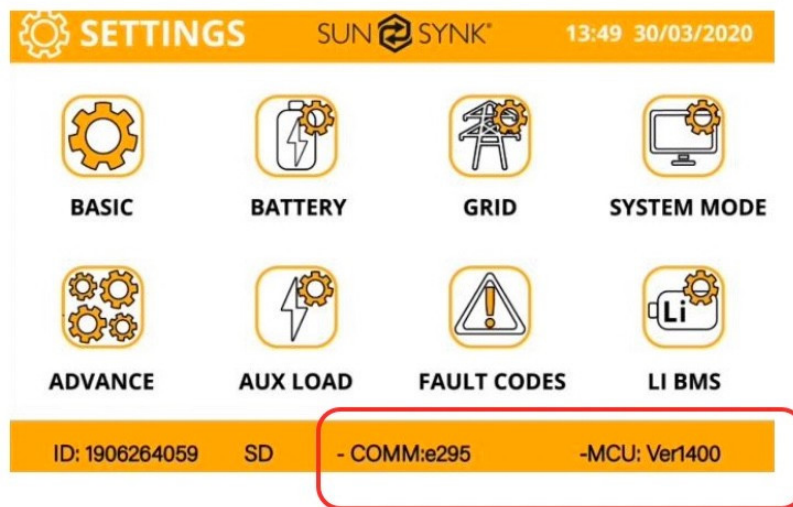 SETTINGS SUN SYNK® 13:49 30/03/2020
BASIC BATTERY GRID SYSTEM MODE
Li
ADVANCE AUX LOAD FAULT CODES LI BMS
ID: 1906264059 SD - COMM:e295 -MCU: Ver1400